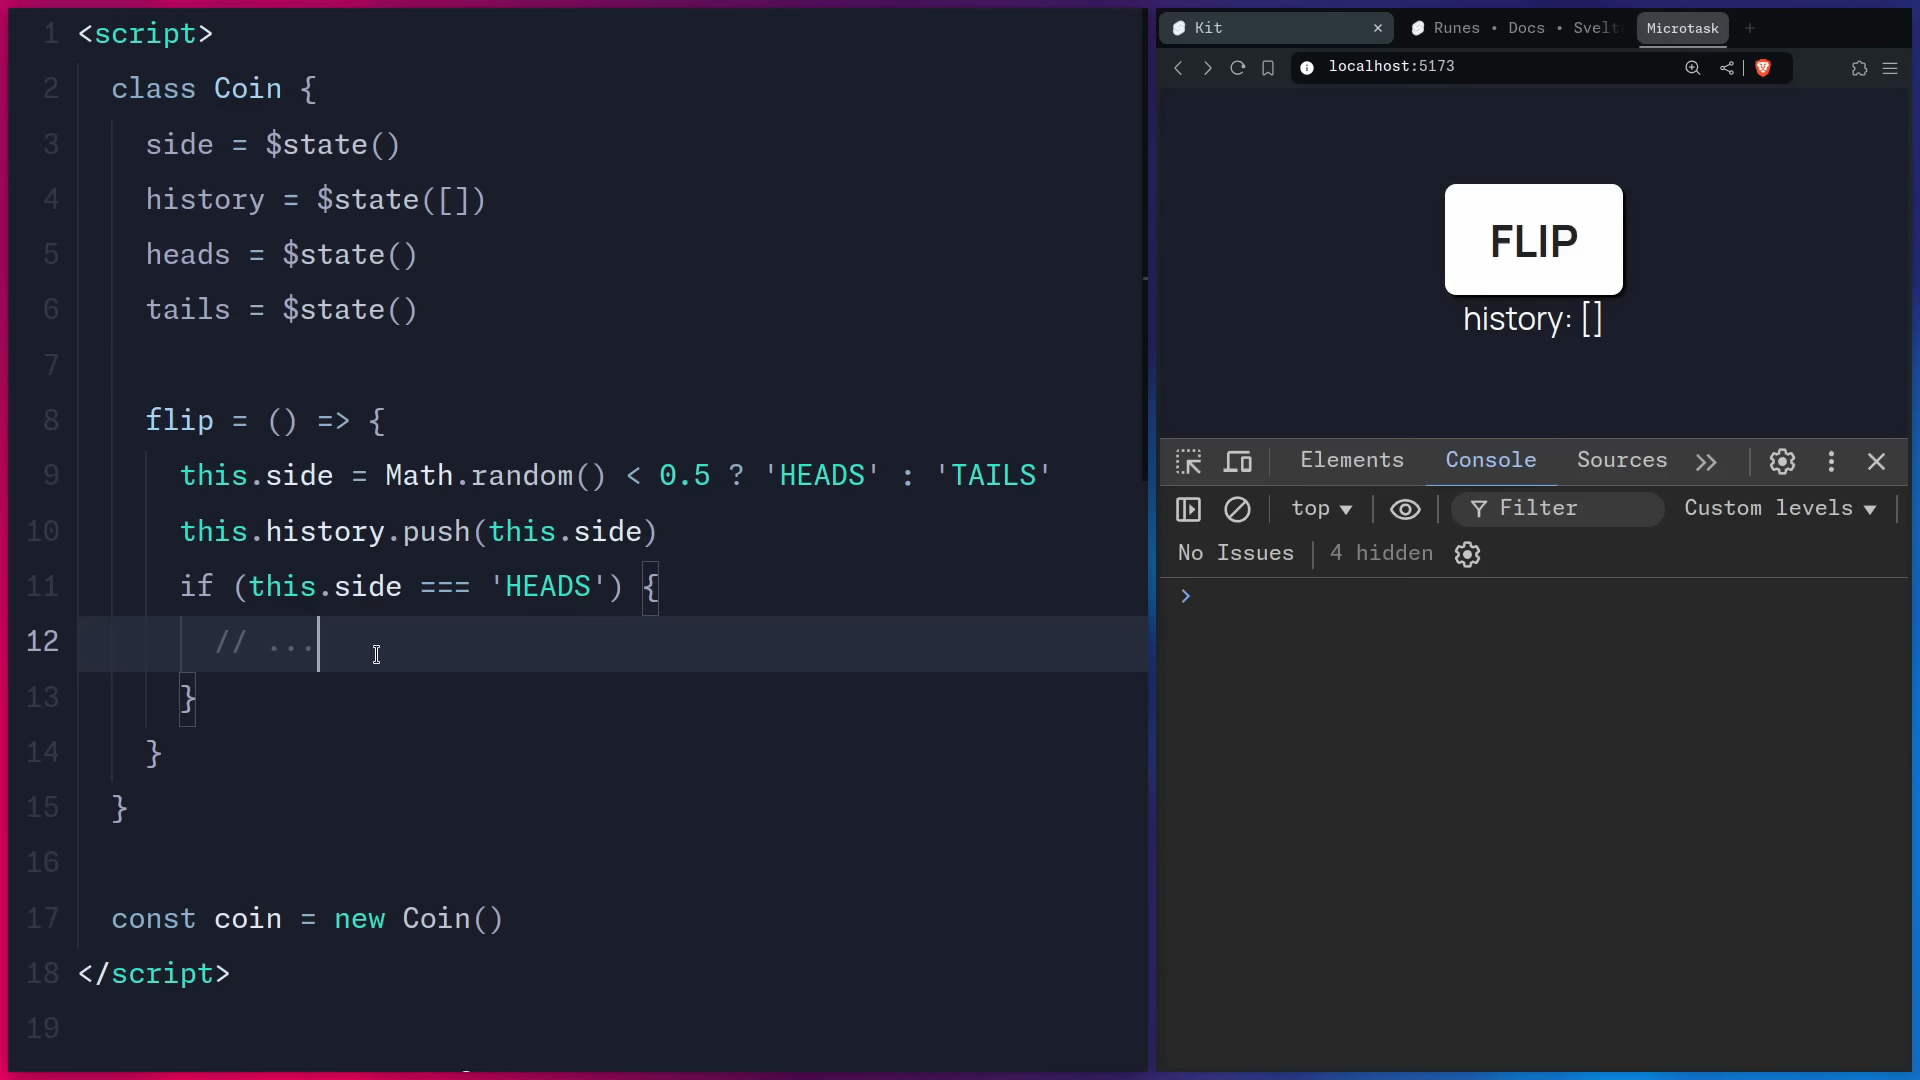 1 <script>
2 class Coin {
3 side = $state()
4 history = $state([])
5 heads = $state()
6 tails = $state()
7
8 flip = () => {
9 this.side = Math.random() < 0.5 ? 'HEADS' : 'TAILS'
10 this.history.push(this.side)
11 if (this.side === 'HEADS') {
12 // ...
13 }
14 }
15 }
16
17 const coin = new Coin()
18 </script>
19
Kit
Runes • Docs • Svelt
Microtask
localhost:5173
FLIP
history: []
Elements Console Sources
top Filter Custom levels
No Issues 4 hidden